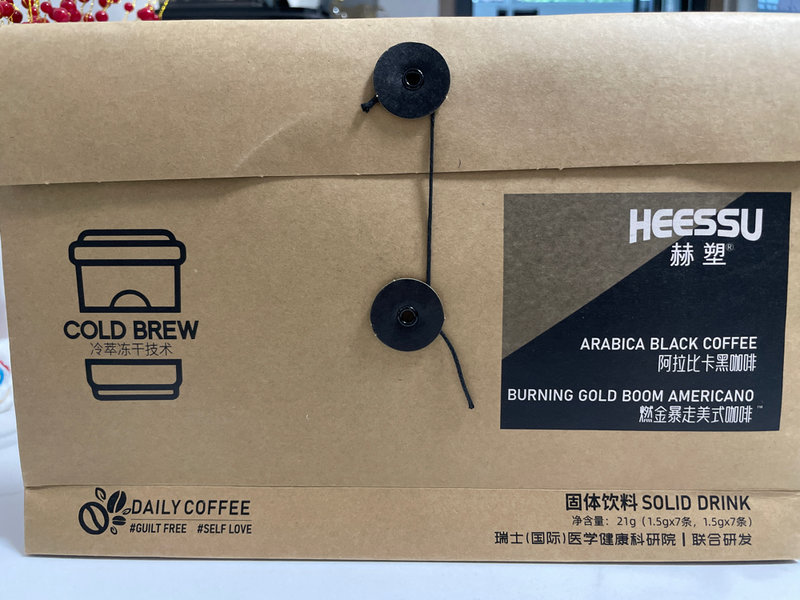 HEESSU
赫塑®
COLD BREW
冷萃冻干技术
ARABICA BLACK COFFEE
阿拉比卡黑咖啡
BURNING GOLD BOOM AMERICANO
燃金暴走美式咖啡™
DAILY COFFEE
#GUILT FREE #SELF LOVE
固体饮料 SOLID DRINK
净含量：21g（1.5gx7条，1.5gx7条）
瑞士(国际)医学健康科研院 | 联合研发